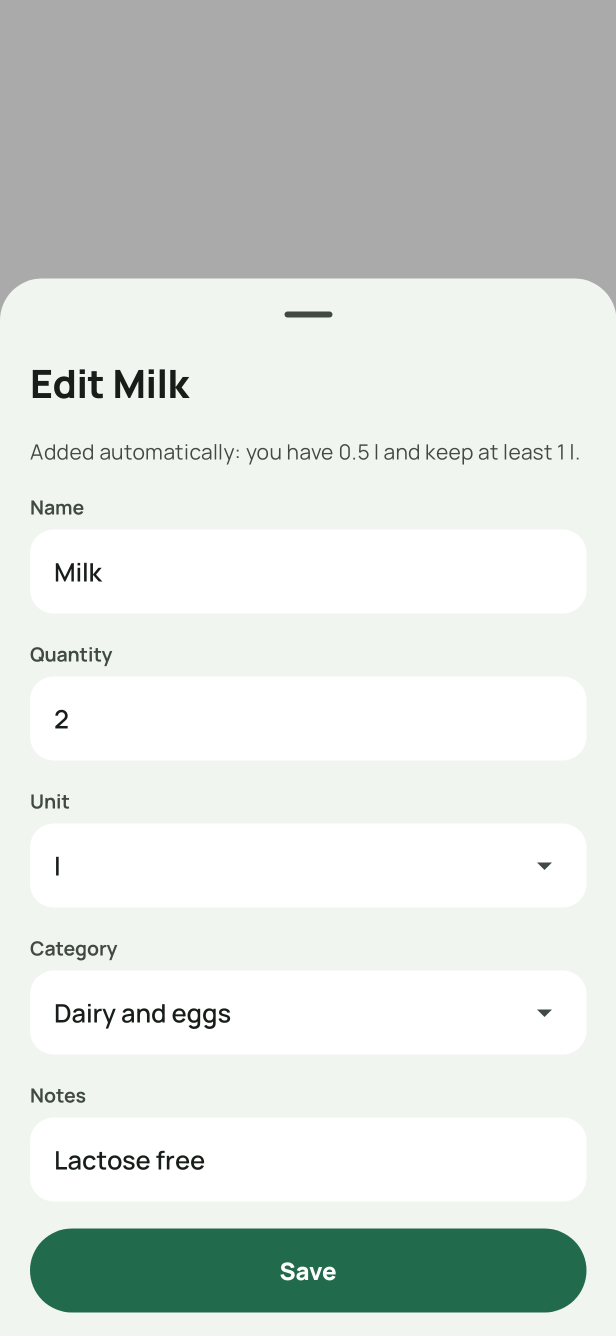 Edit Milk
Added automatically: you have 0.5 l and keep at least 1 l.
Name
Milk
Quantity
2
Unit
l
Category
Dairy and eggs
Notes
Lactose free
Save